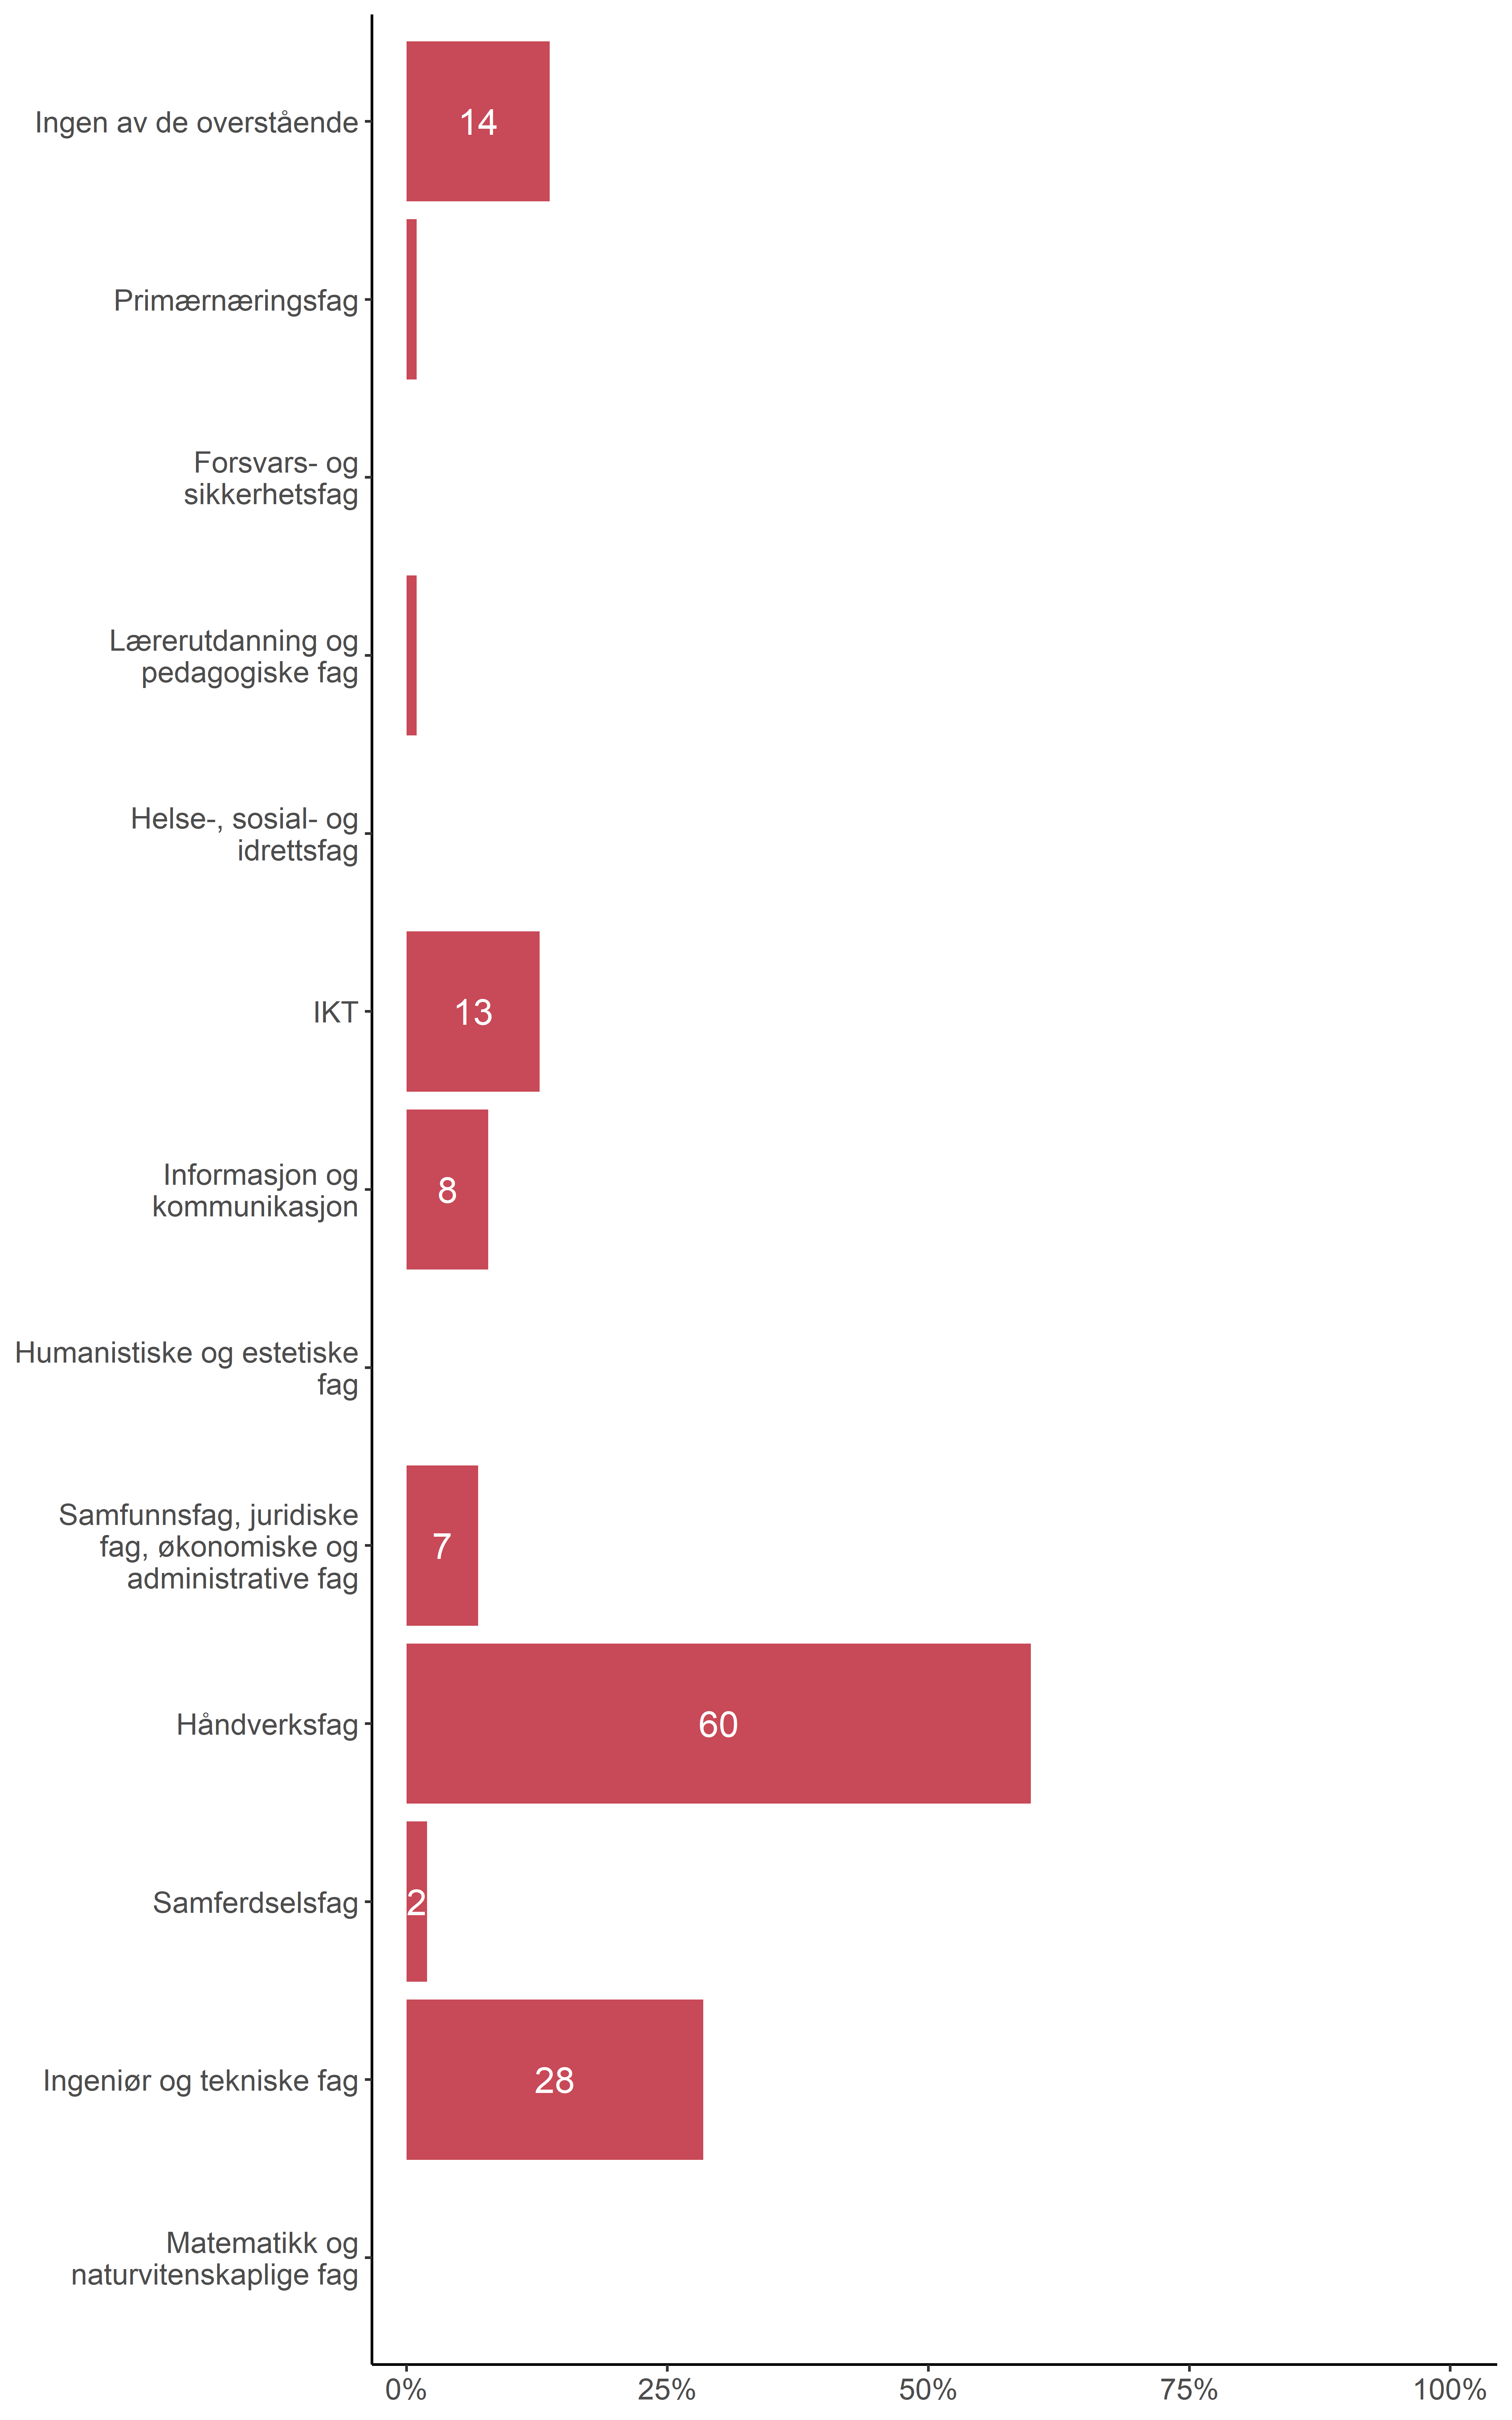 Ingen av de overstående
14
Primærnæringsfag
Forsvars- og
sikkerhetsfag
Lærerutdanning og
pedagogiske fag
Helse-, sosial- og
idrettsfag
IKT
13
Informasjon og
kommunikasjon
8
Humanistiske og estetiske
fag
Samfunnsfag, juridiske
fag, økonomiske og
administrative fag
7
Håndverksfag
60
Samferdselsfag
2
Ingeniør og tekniske fag
28
Matematikk og
naturvitenskaplige fag
0% 25% 50% 75% 100%